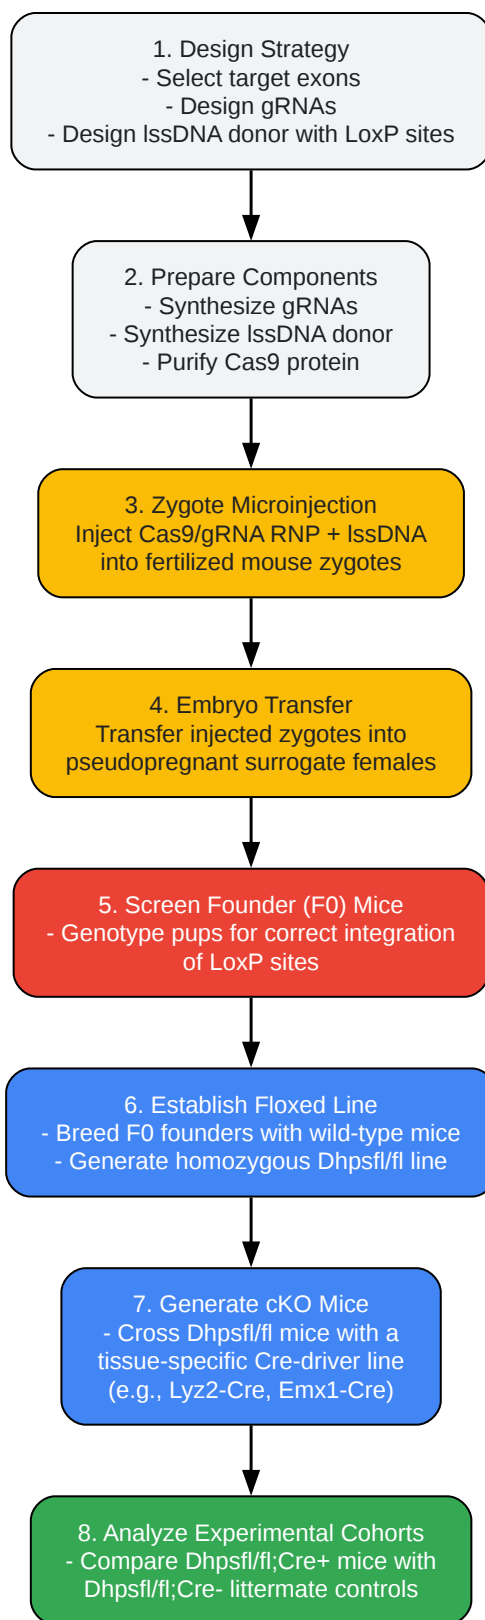 1. Design Strategy
- Select target exons
- Design gRNAs
- Design lssDNA donor with LoxP sites
2. Prepare Components
- Synthesize gRNAs
- Synthesize lssDNA donor
- Purify Cas9 protein
3. Zygote Microinjection
Inject Cas9/gRNA RNP + lssDNA
into fertilized mouse zygotes
4. Embryo Transfer
Transfer injected zygotes into
pseudopregnant surrogate females
5. Screen Founder (F0) Mice
- Genotype pups for correct integration
of LoxP sites
6. Establish Floxed Line
- Breed F0 founders with wild-type mice
- Generate homozygous Dhpsfl/fl line
7. Generate cKO Mice
- Cross Dhpsfl/fl mice with a
tissue-specific Cre-driver line
(e.g., Lyz2-Cre, Emx1-Cre)
8. Analyze Experimental Cohorts
- Compare Dhpsfl/fl;Cre+ mice with
Dhpsfl/fl;Cre- littermate controls